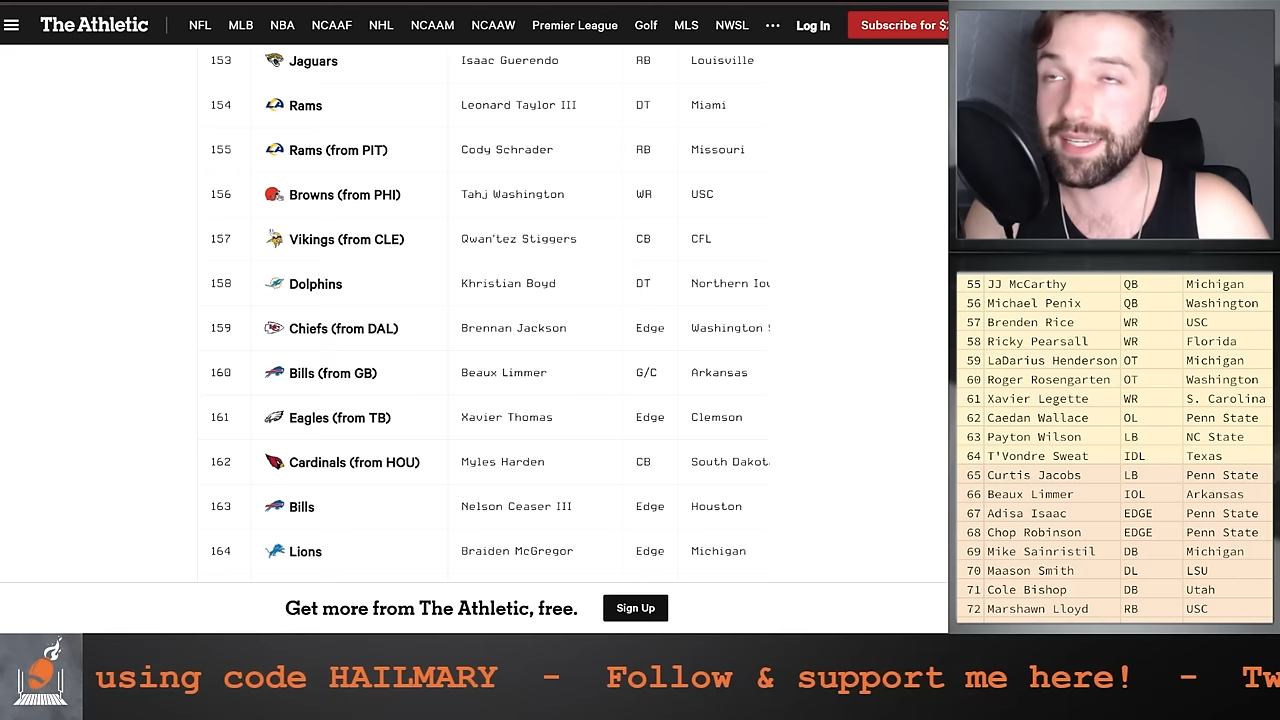 The Athletic NFL MLB NBA NCAAF NHL NCAAM NCAAW Premier League Golf MLS NWSL Log In Subscribe for $
153 Jaguars Isaac Guerendo RB Louisville
154 Rams Leonard Taylor III DT Miami
155 Rams (from PIT) Cody Schrader RB Missouri
156 Browns (from PHI) Tahj Washington WR USC
157 Vikings (from CLE) Qwan'tez Stiggers CB CFL
158 Dolphins Khristian Boyd DT Northern Iow
159 Chiefs (from DAL) Brennan Jackson Edge Washington
160 Bills (from GB) Beaux Limmer G/C Arkansas
161 Eagles (from TB) Xavier Thomas Edge Clemson
162 Cardinals (from HOU) Myles Harden CB South Dakot
163 Bills Nelson Ceaser III Edge Houston
164 Lions Braiden McGregor Edge Michigan
Get more from The Athletic, free. Sign Up
55 JJ McCarthy QB Michigan
56 Michael Penix QB Washington
57 Brenden Rice WR USC
58 Ricky Pearsall WR Florida
59 LaDarius Henderson OT Michigan
60 Roger Rosengarten OT Washington
61 Xavier Legette WR S. Carolina
62 Caedan Wallace OL Penn State
63 Payton Wilson LB NC State
64 T'Vondre Sweat IDL Texas
65 Curtis Jacobs LB Penn State
66 Beaux Limmer IOL Arkansas
67 Adisa Isaac EDGE Penn State
68 Chop Robinson EDGE Penn State
69 Mike Sainristil DB Michigan
70 Maason Smith DL LSU
71 Cole Bishop DB Utah
72 Marshawn Lloyd RB USC
using code HAILMARY - Follow & support me here! - Tw